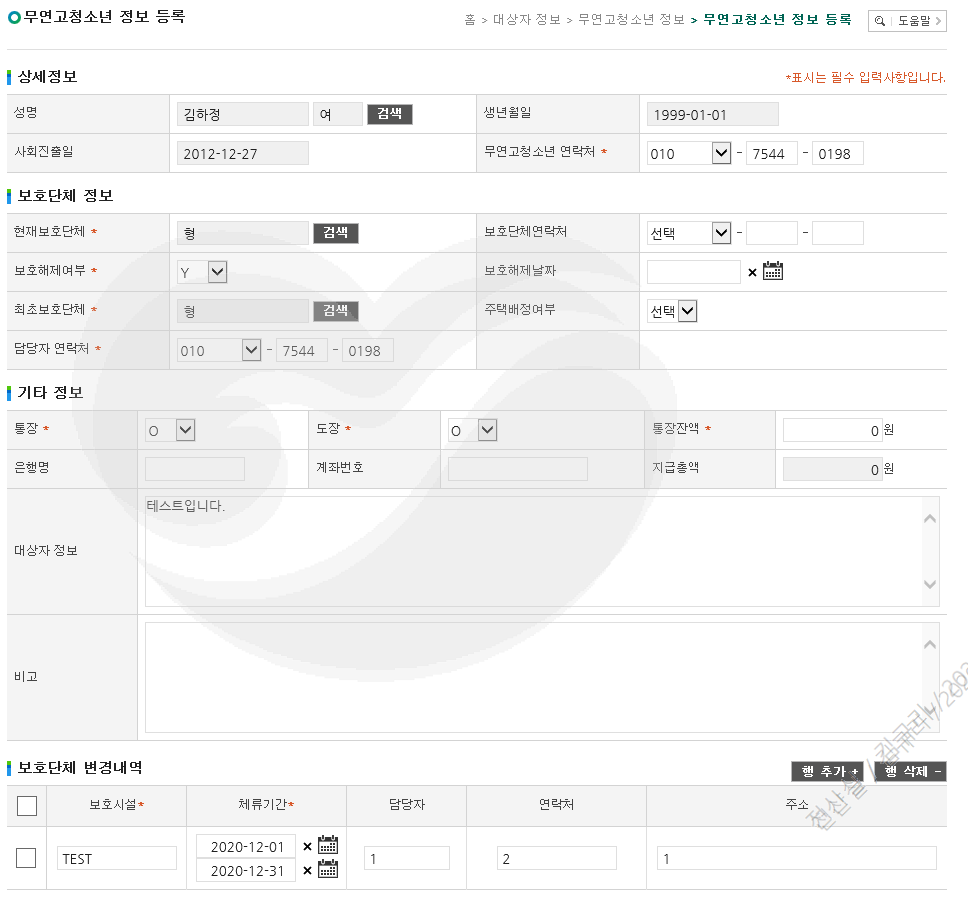 무연고청소년 정보 등록
홈 > 대상자 정보 > 무연고청소년 정보 > 무연고청소년 정보 등록 도움말 >
상세정보 *표시는 필수 입력사항입니다.
성명 김하정 여 검색 생년월일 1999-01-01
사회진출일 2012-12-27 무연고청소년 연락처 * 010 - 7544 - 0198
보호단체 정보
현재보호단체 * 형 검색 보호단체연락처 선택 - -
보호해제여부 * Y 보호해제날짜 ×
최초보호단체 * 형 검색 주택배정여부 선택
담당자 연락처 * 010 - 7544 - 0198
기타 정보
통장 * O 도장 * O 통장잔액 * 0 원
은행명 계좌번호 지급총액 0 원
대상자 정보 테스트입니다.
비고
보호단체 변경내역 행 추가 + 행 삭제 -
보호시설* 체류기간* 담당자 연락처 주소
TEST 2020-12-01 × 1 2 1
2020-12-31 ×